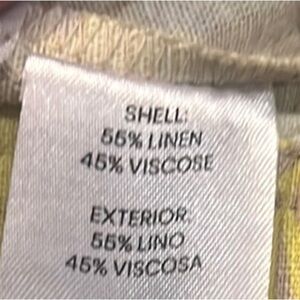 SHELL:
55% LINEN
45% VISCOSE
EXTERIOR:
55% LINO
45% VISCOSA